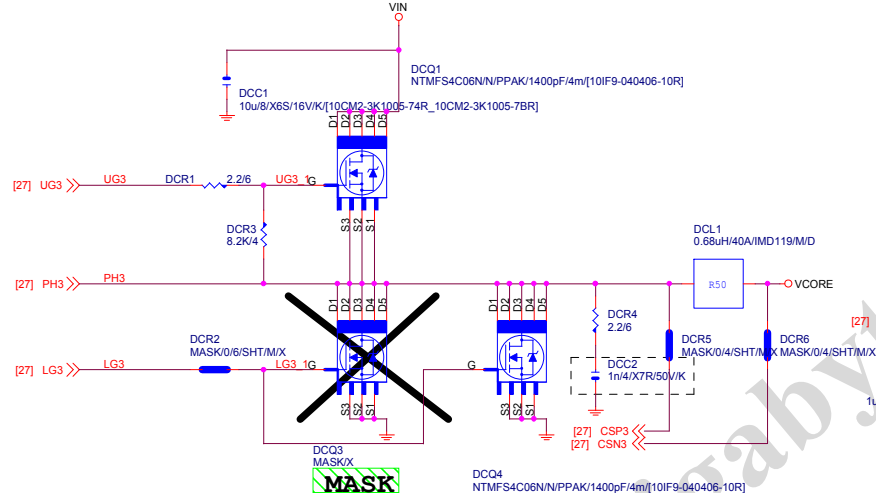 VIN
DCQ1
NTMFS4C06N/N/PPAK/1400pF/4m/[10IF9-040406-10R]
DCC1
10u/8/X6S/16V/K/[10CM2-3K1005-74R_10CM2-3K1005-7BR]
D1 D2 D3 D4 D5
[27] UG3 UG3 DCR1 2.2/6 UG3_1 G
S3 S2 S1
DCR3
8.2K/4
DCL1
0.68uH/40A/IMD119/M/D
[27] PH3 PH3
R50
VCORE
D1 D2 D3 D4 D5
D1 D2 D3 D4 D5
DCR4
2.2/6
[27]
DCR2
MASK/0/6/SHT/M/X
DCR5
MASK/0/4/SHT/M/X
DCR6
MASK/0/4/SHT/M/X
[27] LG3 LG3 LG3_1 G
G
DCC2
1n/4/X7R/50V/K
1u
S3 S2 S1
S3 S2 S1
[27] CSP3
[27] CSN3
DCQ3
MASK/X
MASK
DCQ4
NTMFS4C06N/N/PPAK/1400pF/4m/[10IF9-040406-10R]